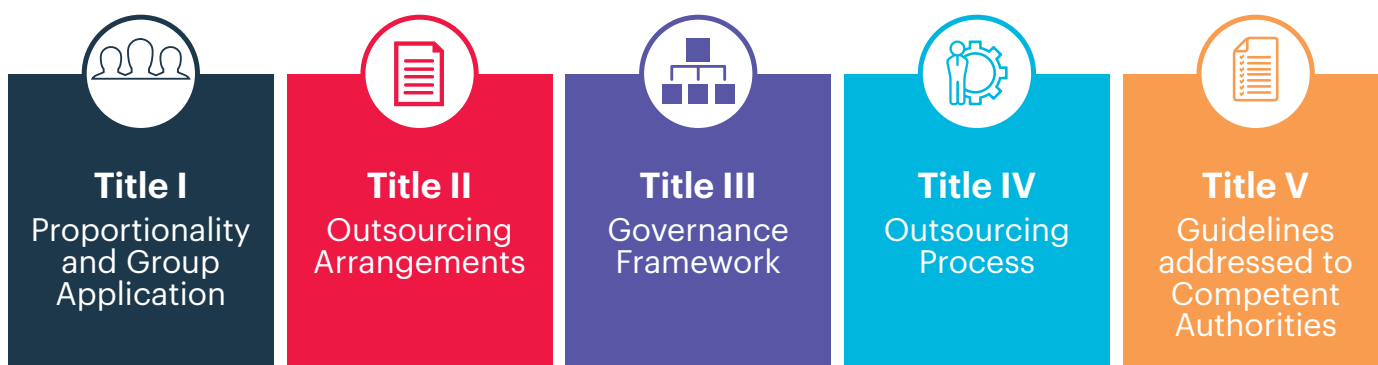 Title I
Proportionality
and Group
Application
Title II
Outsourcing
Arrangements
Title III
Governance
Framework
Title IV
Outsourcing
Process
Title V
Guidelines
addressed to
Competent
Authorities